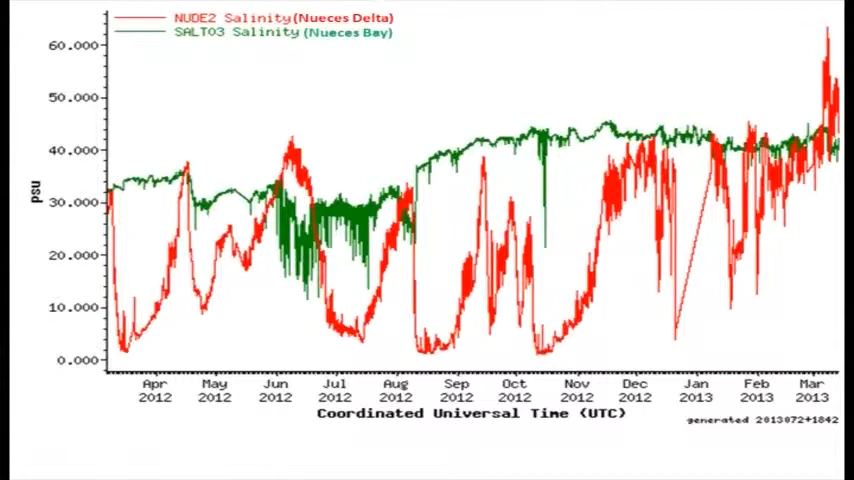 NUDE2 Salinity(Nueces Delta)
SALT03 Salinity (Nueces Bay)
60.000
50.000
40.000
30.000
20.000
10.000
0.000
psu
Apr May Jun Jul Aug Sep Oct Nov Dec Jan Feb Mar
2012 2012 2012 2012 2012 2012 2012 2012 2012 2013 2013 2013
Coordinated Universal Time (UTC)
generated 2013072+1842